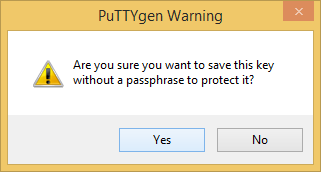 PuTTYgen Warning
Are you sure you want to save this key
without a passphrase to protect it?
Yes
No